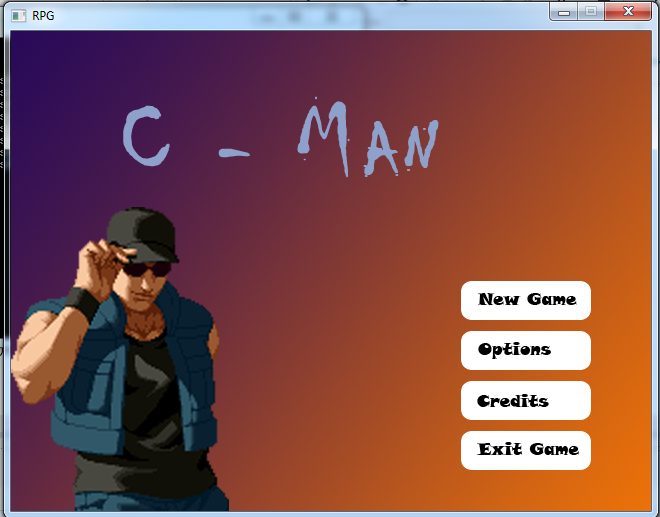 RPG
C - MAN
New Game
Options
Credits
Exit Game